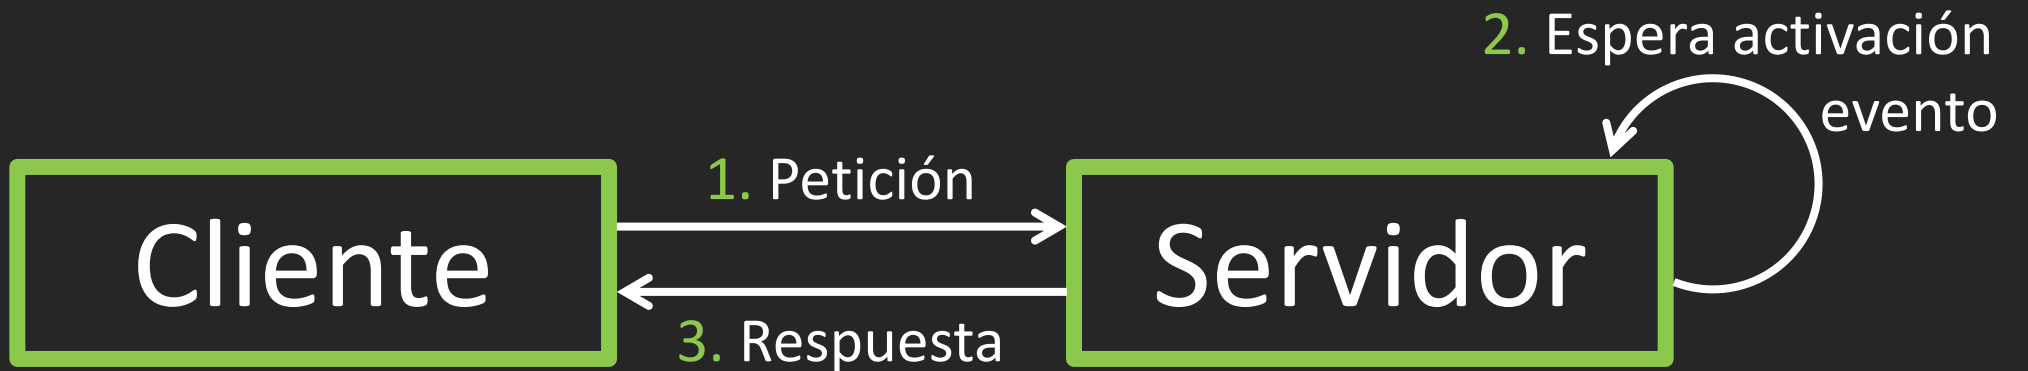 2. Espera activación
evento
1. Petición
Cliente
Servidor
3. Respuesta